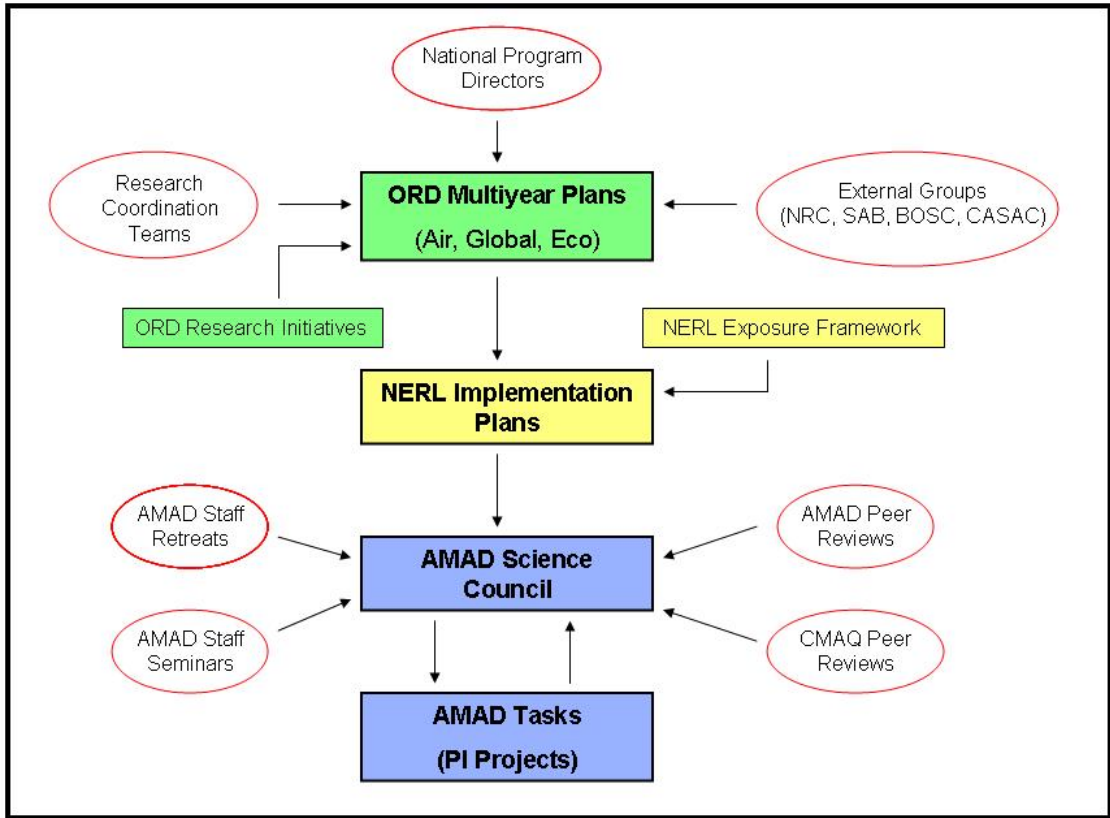 National Program
Directors
Research
Coordination
Teams
ORD Multiyear Plans
(Air, Global, Eco)
External Groups
(NRC, SAB, BOSC, CASAC)
ORD Research Initiatives
NERL Exposure Framework
NERL Implementation
Plans
AMAD Staff
Retreats
AMAD Peer
Reviews
AMAD Science
Council
AMAD Staff
Seminars
CMAQ Peer
Reviews
AMAD Tasks
(PI Projects)